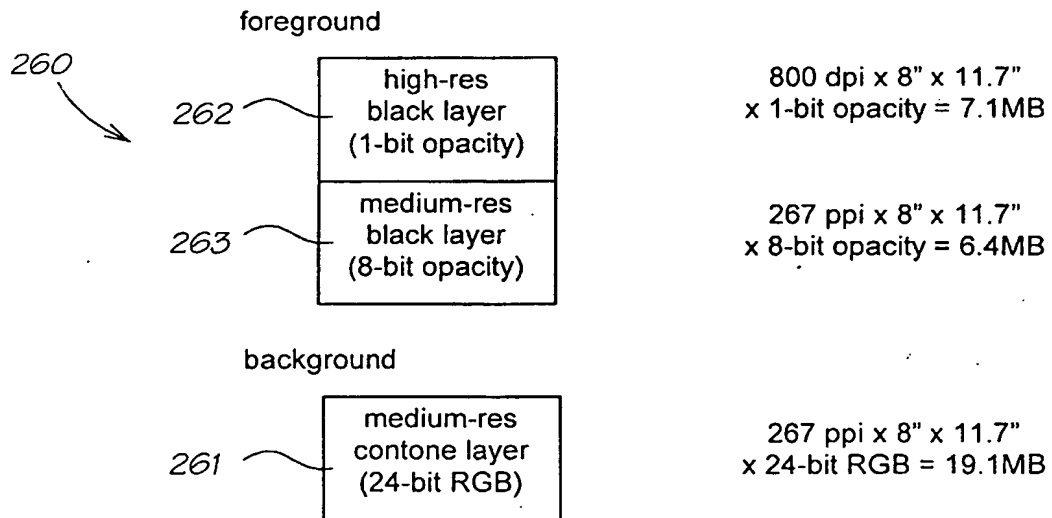 foreground
260
262
high-res
black layer
(1-bit opacity)
800 dpi x 8" x 11.7"
x 1-bit opacity = 7.1MB
263
medium-res
black layer
(8-bit opacity)
267 ppi x 8" x 11.7"
x 8-bit opacity = 6.4MB
background
261
medium-res
contone layer
(24-bit RGB)
267 ppi x 8" x 11.7"
x 24-bit RGB = 19.1MB